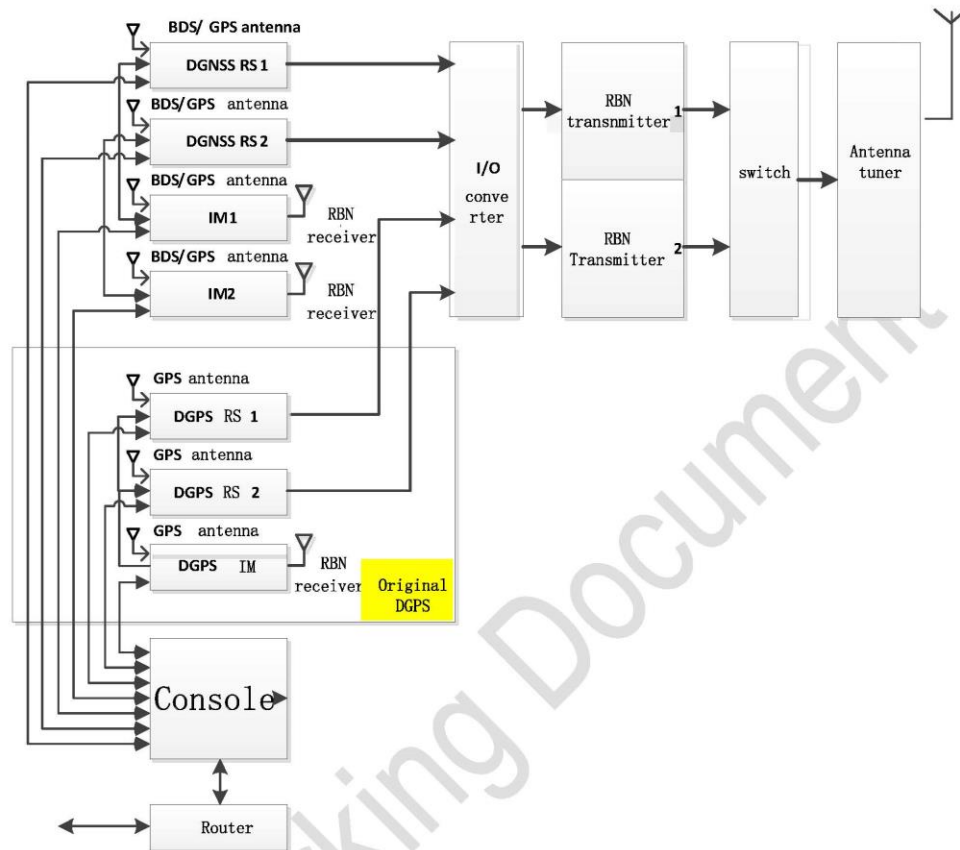 BDS/ GPS antenna
DGNSS RS 1
BDS/GPS antenna
DGNSS RS 2
BDS/GPS antenna
IM1
RBN
receiver
BDS/GPS antenna
IM2
RBN
receiver
I/O
conve
rter
RBN
transnmitter 1
RBN
Transmitter 2
switch
Antenna
tuner
GPS antenna
DGPS RS 1
GPS antenna
DGPS RS 2
GPS antenna
DGPS IM
RBN
receiver
Original
DGPS
Console
Router
king Document